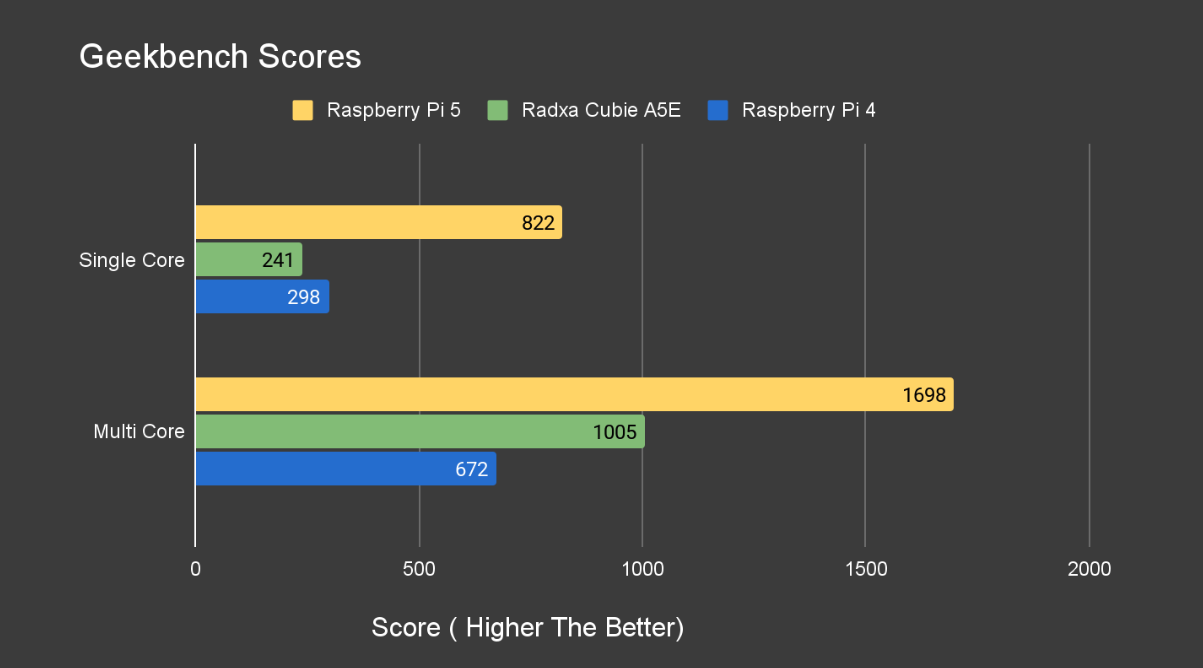 Geekbench Scores
Raspberry Pi 5 Radxa Cubie A5E Raspberry Pi 4
822
Single Core 241
298
1698
Multi Core 1005
672
0 500 1000 1500 2000
Score ( Higher The Better)